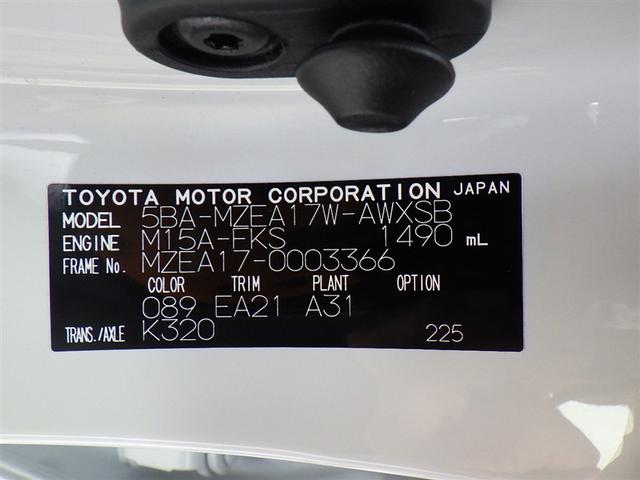 TOYOTA MOTOR CORPORATION JAPAN
MODEL 5BA-MZEA17W-AWXSB
ENGINE M15A-EKS 1490 mL
FRAME No. MZEA17-0003366
COLOR TRIM PLANT OPTION
089 EA21 A31
TRANS./AXLE K320 225